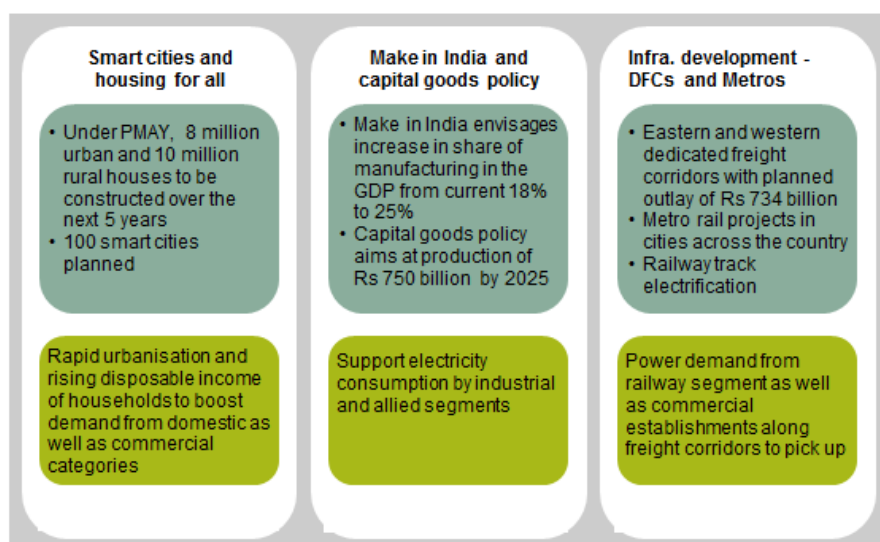 Smart cities and
housing for all
• Under PMAY, 8 million
urban and 10 million
rural houses to be
constructed over the
next 5 years
• 100 smart cities
planned
Rapid urbanisation and
rising disposable income
of households to boost
demand from domestic as
well as commercial
categories
Make in India and
capital goods policy
• Make in India envisages
increase in share of
manufacturing in the
GDP from current 18%
to 25%
• Capital goods policy
aims at production of
Rs 750 billion by 2025
Support electricity
consumption by industrial
and allied segments
Infra. development -
DFCs and Metros
• Eastern and western
dedicated freight
corridors with planned
outlay of Rs 734 billion
• Metro rail projects in
cities across the country
• Railway track
electrification
Power demand from
railway segment as well
as commercial
establishments along
freight corridors to pick up